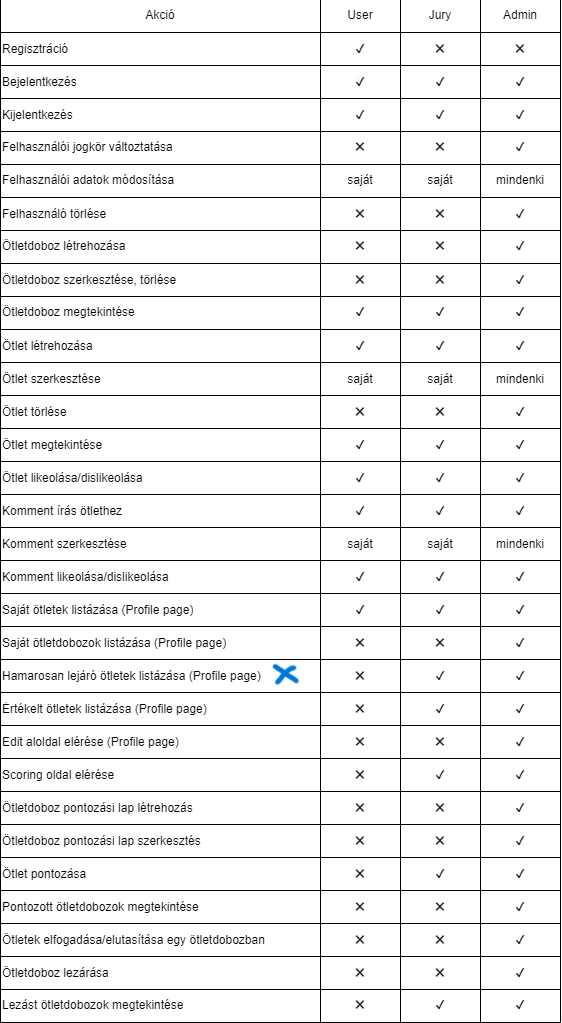 Akció User Jury Admin
Regisztráció ✓ ✕ ✕
Bejelentkezés ✓ ✓ ✓
Kijelentkezés ✓ ✓ ✓
Felhasználói jogkör változtatása ✕ ✕ ✓
Felhasználói adatok módosítása saját saját mindenki
Felhasználó törlése ✕ ✕ ✓
Ötletdoboz létrehozása ✕ ✕ ✓
Ötletdoboz szerkesztése, törlése ✕ ✕ ✓
Ötletdoboz megtekintése ✓ ✓ ✓
Ötlet létrehozása ✓ ✓ ✓
Ötlet szerkesztése saját saját mindenki
Ötlet törlése ✕ ✕ ✓
Ötlet megtekintése ✓ ✓ ✓
Ötlet likeolása/dislikeolása ✓ ✓ ✓
Komment írás ötlethez ✓ ✓ ✓
Komment szerkesztése saját saját mindenki
Komment likeolása/dislikeolása ✓ ✓ ✓
Saját ötletek listázása (Profile page) ✓ ✓ ✓
Saját ötletdobozok listázása (Profile page) ✕ ✕ ✓
Hamarosan lejáró ötletek listázása (Profile page) ✕ ✕ ✓ ✓
Értékelt ötletek listázása (Profile page) ✕ ✓ ✓
Edit aloldal elérése (Profile page) ✕ ✕ ✓
Scoring oldal elérése ✕ ✓ ✓
Ötletdoboz pontozási lap létrehozás ✕ ✕ ✓
Ötletdoboz pontozási lap szerkesztés ✕ ✕ ✓
Ötlet pontozása ✕ ✓ ✓
Pontozott ötletdobozok megtekintése ✕ ✕ ✓
Ötletek elfogadása/elutasítása egy ötletdobozban ✕ ✕ ✓
Ötletdoboz lezárása ✕ ✕ ✓
Lezást ötletdobozok megtekintése ✕ ✓ ✓